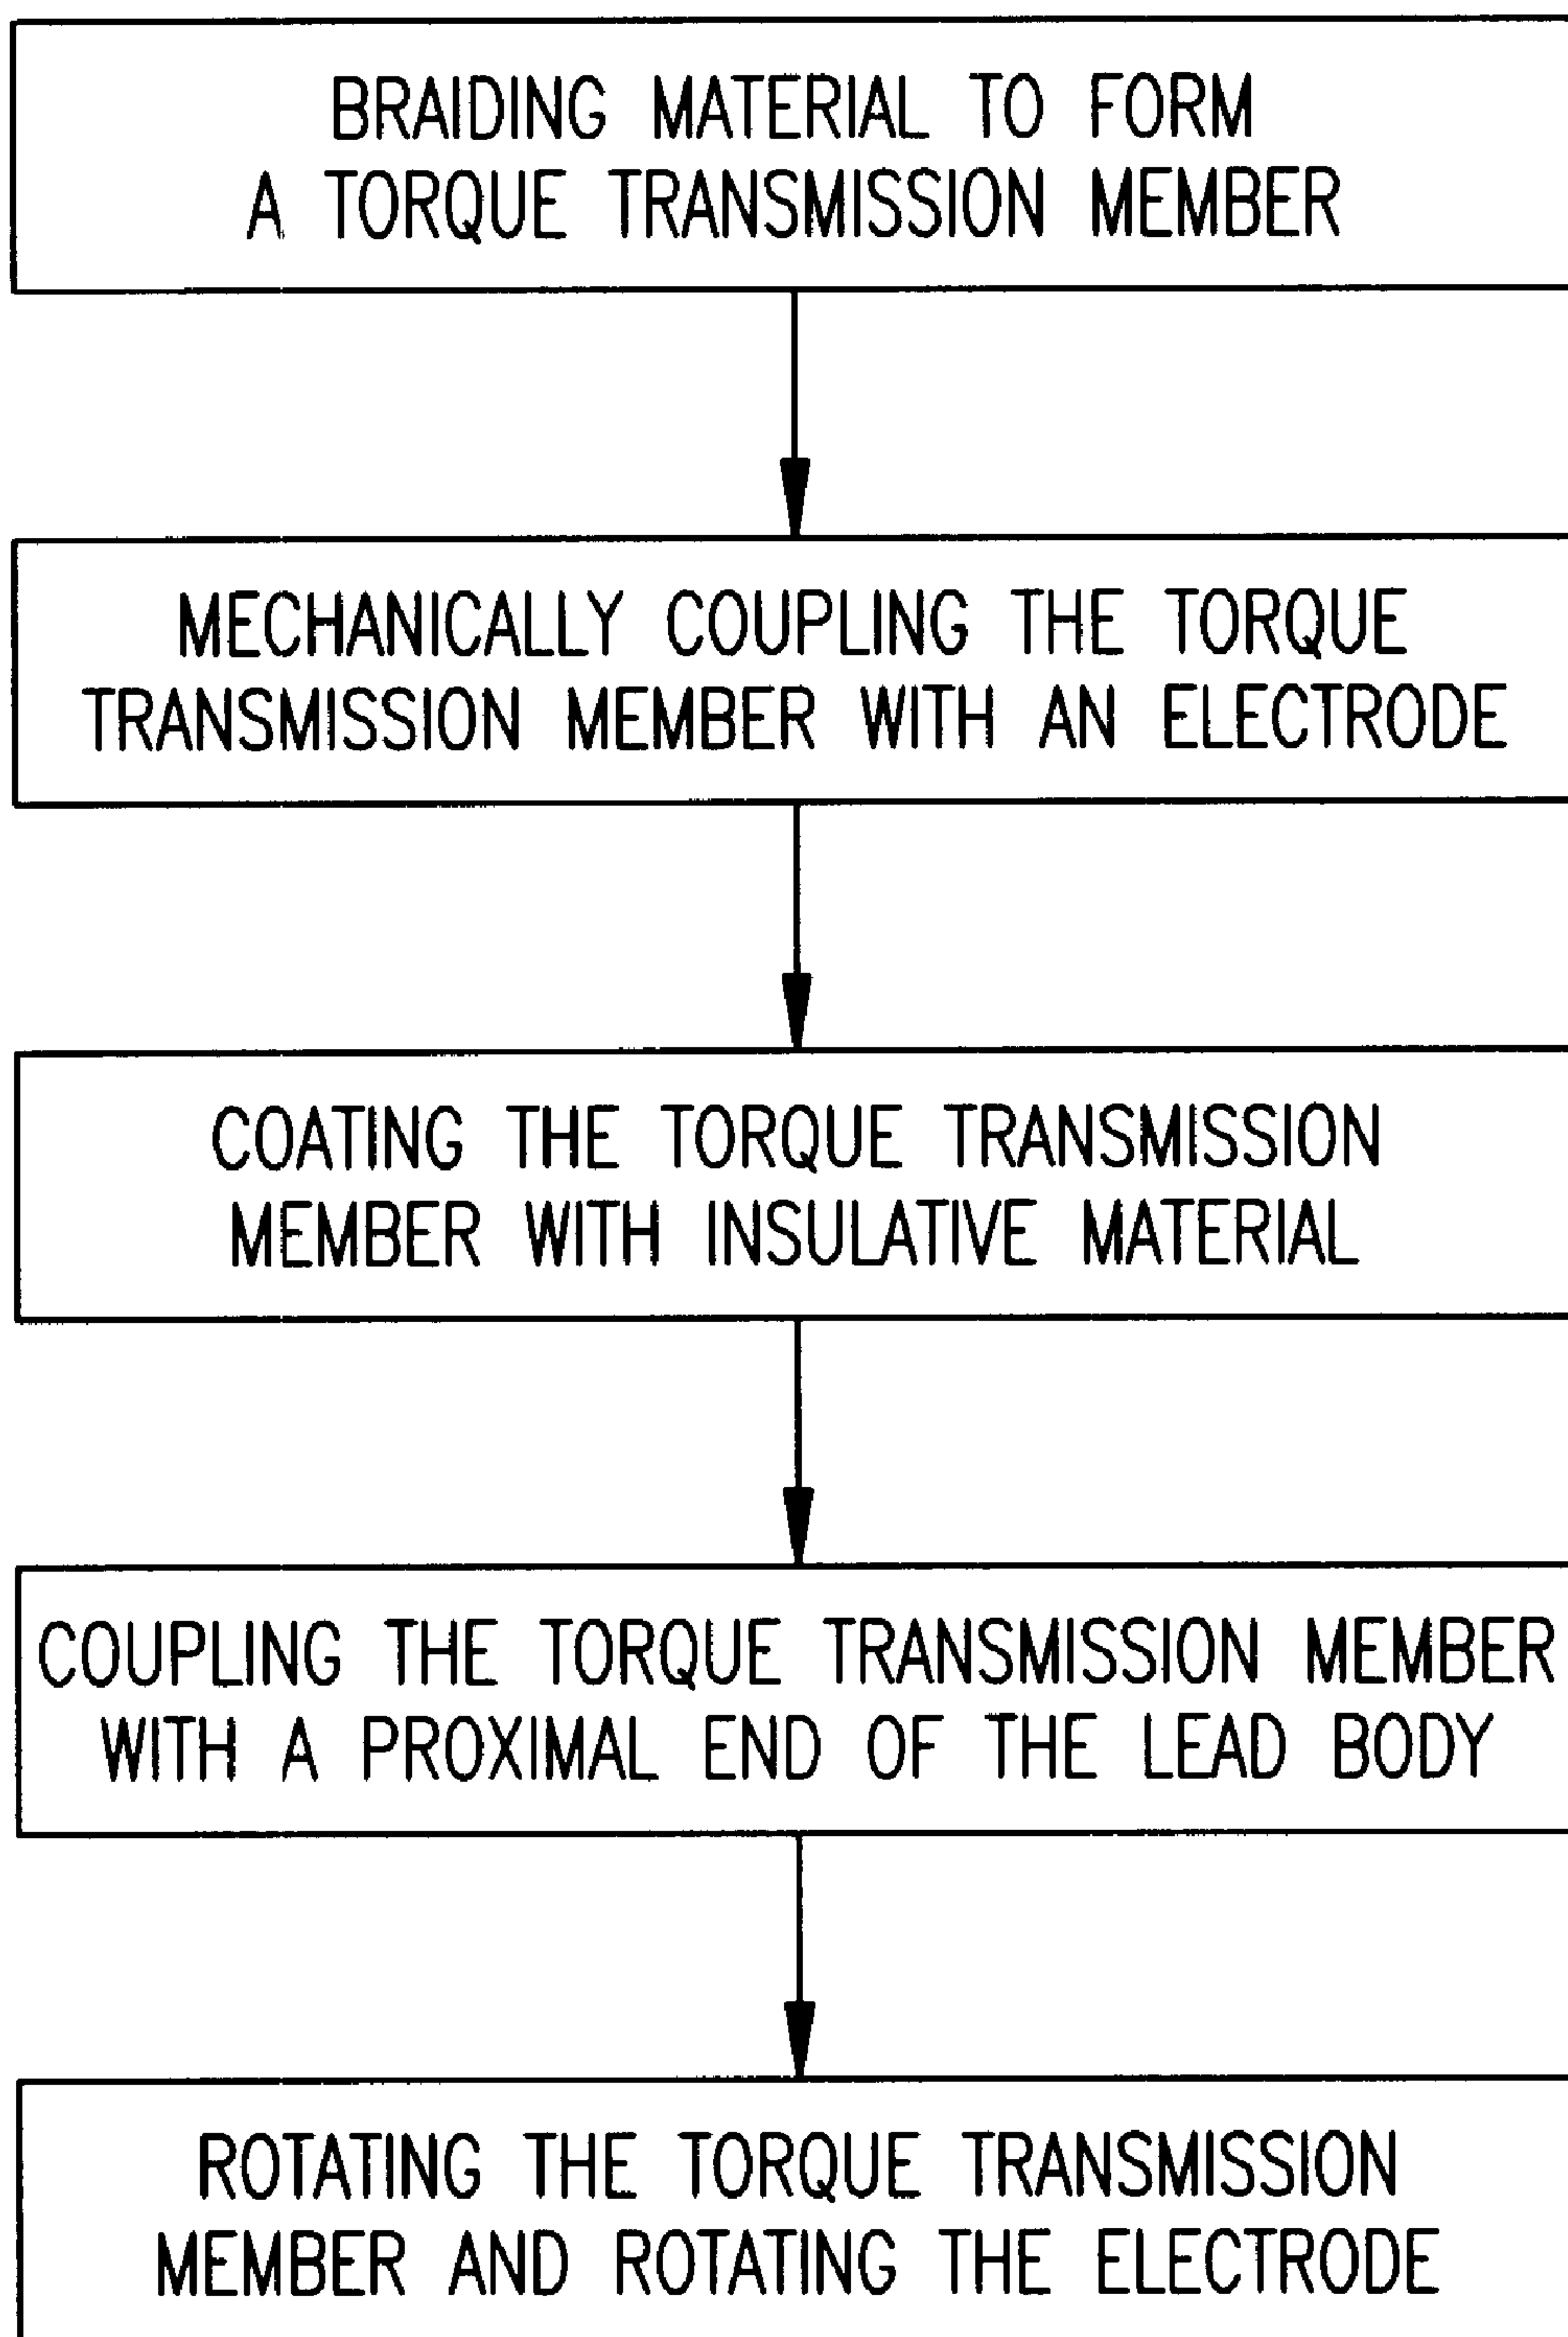 BRAIDING MATERIAL TO FORM
A TORQUE TRANSMISSION MEMBER
MECHANICALLY COUPLING THE TORQUE
TRANSMISSION MEMBER WITH AN ELECTRODE
COATING THE TORQUE TRANSMISSION
MEMBER WITH INSULATIVE MATERIAL
COUPLING THE TORQUE TRANSMISSION MEMBER
WITH A PROXIMAL END OF THE LEAD BODY
ROTATING THE TORQUE TRANSMISSION
MEMBER AND ROTATING THE ELECTRODE